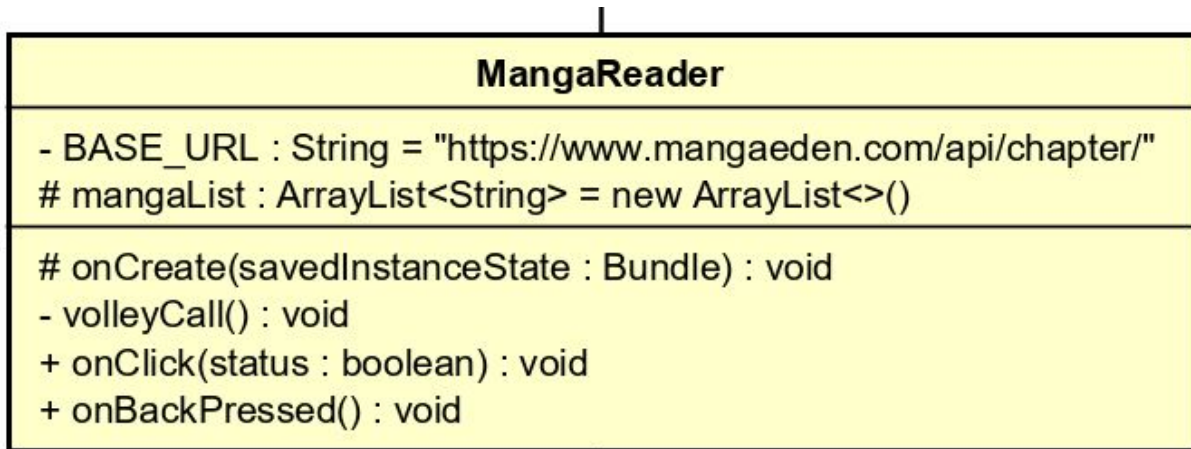 MangaReader
- BASE_URL : String = "https://www.mangaeden.com/api/chapter/"
# mangaList : ArrayList<String> = new ArrayList<>()
# onCreate(savedInstanceState : Bundle) : void
- volleyCall() : void
+ onClick(status : boolean) : void
+ onBackPressed() : void